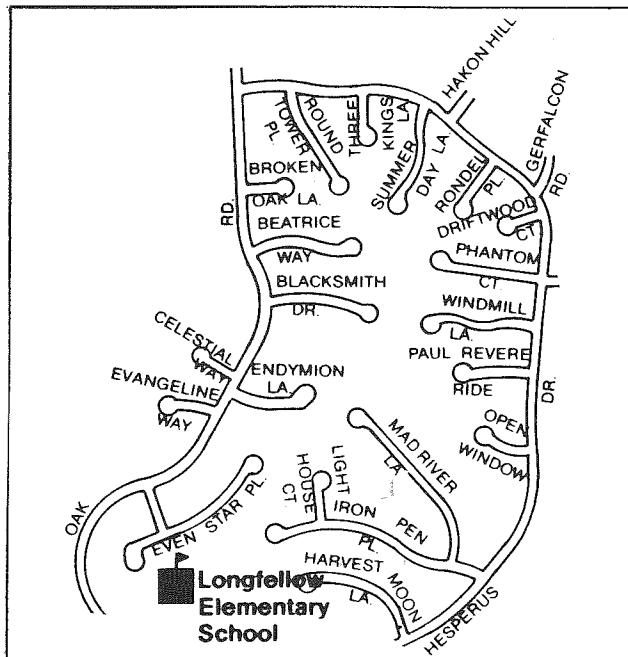 HAKON HILL
GERFALCON
RD.
ROUND
TOWER
PL.
THREE
KINGS
LA.
SUMMER
DAY LA.
RONDEL
PL.
DRIFTWOOD
CT
BROKEN
OAK LA.
RD.
BEATRICE
WAY
PHANTOM
CT
BLACKSMITH
DR.
WINDMILL
LA.
CELESTIAL
WAY
PAUL REVERE
RIDE
ENDYMION
LA.
EVANGELINE
WAY
DR.
OPEN
WINDOW
MAD RIVER
LA.
LIGHT
HOUSE
CT.
IRON PEN
PL.
OAK
EVEN STAR PL.
HARVEST MOON
LA.
HESPERUS
Longfellow
Elementary
School